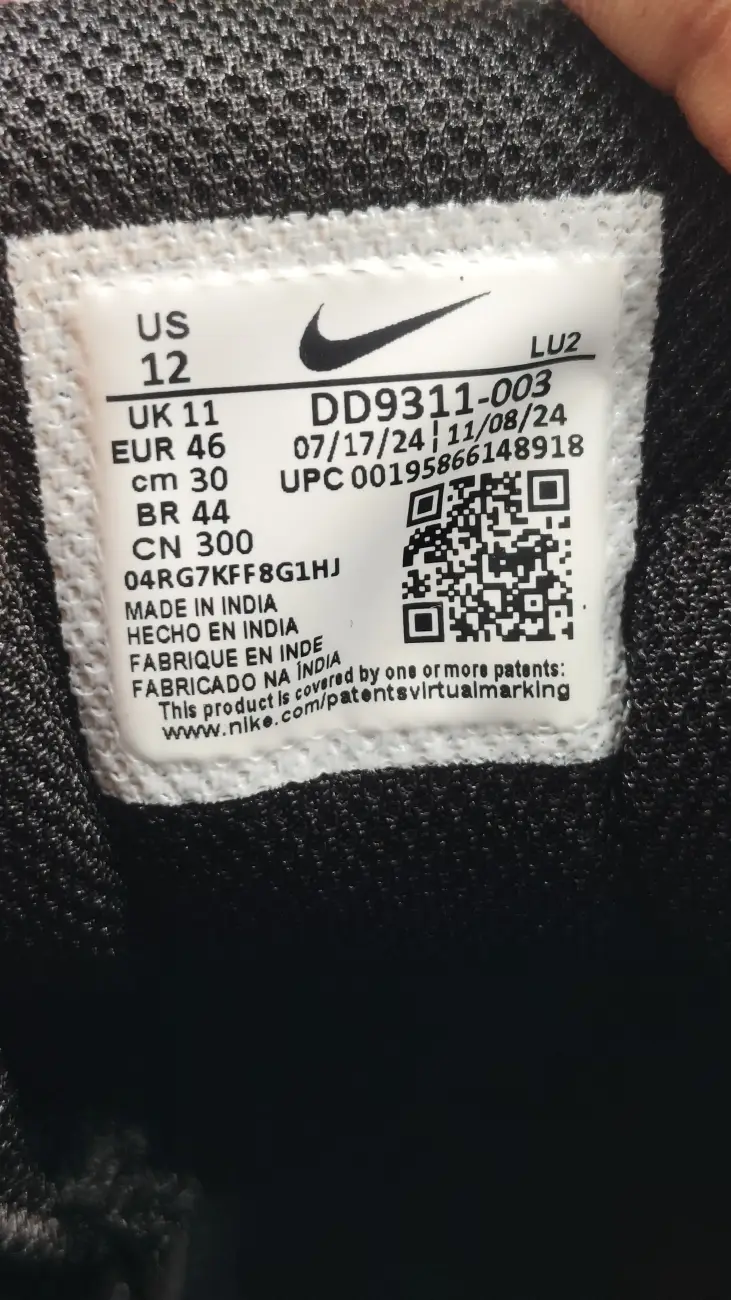 US
12
LU2
UK 11
EUR 46
cm 30
BR 44
CN 300
DD9311-003
07/17/24 ¦ 11/08/24
UPC 00195866148918
04RG7KFF8G1HJ
MADE IN INDIA
HECHO EN INDIA
FABRIQUE EN INDE
FABRICADO NA ÍNDIA
This product is covered by one or more patents:
www.nike.com/patentsvirtualmarking